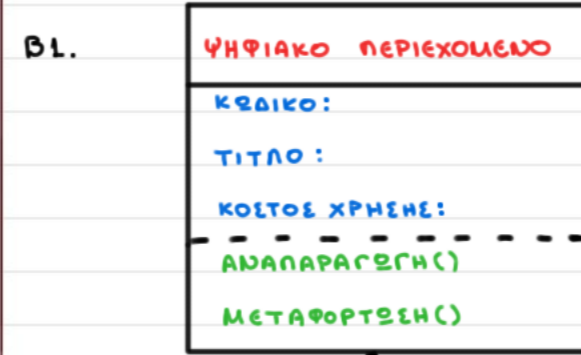 Β1.
ΨΗΦΙΑΚΟ ΠΕΡΙΕΧΟΜΕΝΟ
ΚΩΔΙΚΟ:
ΤΙΤΛΟ:
ΚΟΣΤΟΣ ΧΡΗΣΗΣ:
ΑΝΑΠΑΡΑΓΩΓΗ()
ΜΕΤΑΦΟΡΤΩΣΗ()